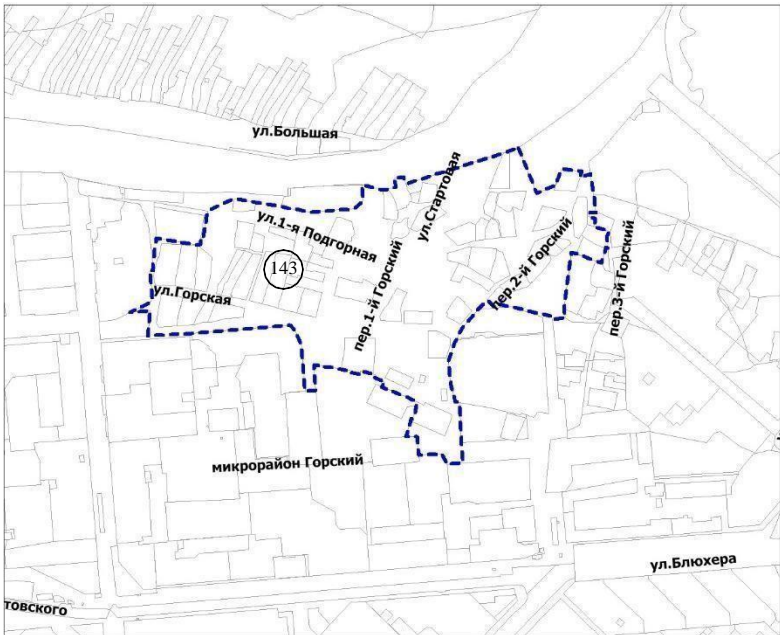 ул.Большая
ул.Стартовая
ул.1-я Подгорная
143
ул.Горская
пер.1-й Горский
пер.2-й Горский
пер.3-й Горский
микрорайон Горский
ул.Блюхера
товского